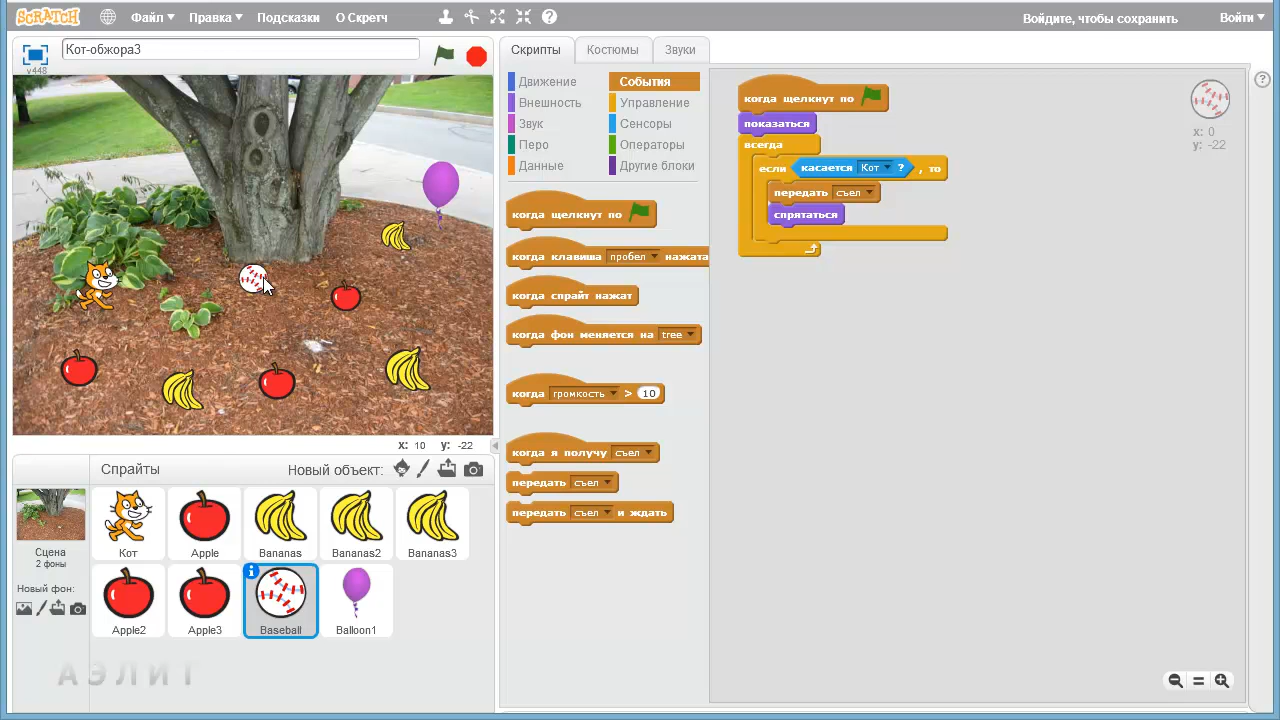 SCRATCH
Файл
Правка
Подсказки
О Скретч
Войдите, чтобы сохранить
Войти
Кот-обжора3
v448
Скрипты
Костюмы
Звуки
Движение
События
Внешность
Управление
Звук
Сенсоры
Перо
Операторы
Данные
Другие блоки
когда щелкнут по
когда клавиша пробел нажата
когда спрайт нажат
когда фон меняется на tree
когда громкость > 10
когда я получу съел
передать съел
передать съел и ждать
когда щелкнут по
показаться
всегда
если касается Кот ? , то
передать съел
спрятаться
x: 0
y: -22
x: 10 y: -22
Спрайты
Новый объект:
Сцена
2 фоны
Новый фон:
Кот
Apple
Bananas
Bananas2
Bananas3
Apple2
Apple3
Baseball
Balloon1
АЭЛИТ